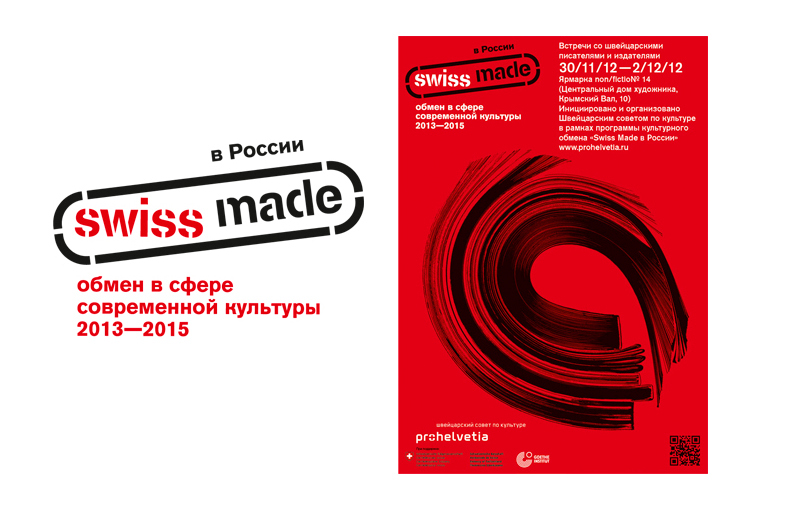 в России
swiss made
обмен в сфере
современной культуры
2013—2015
в России
swiss made
обмен в сфере
современной культуры
2013—2015
Встречи со швейцарскими
писателями и издателями
30/11/12—2/12/12
Ярмарка non/fictio№ 14
(Центральный дом художника,
Крымский Вал, 10)
Инициировано и организовано
Швейцарским советом по культуре
в рамках программы культурного
обмена «Swiss Made в России»
www.prohelvetia.ru
швейцарский совет по культуре
prohelvetia
GOETHE
INSTITUT